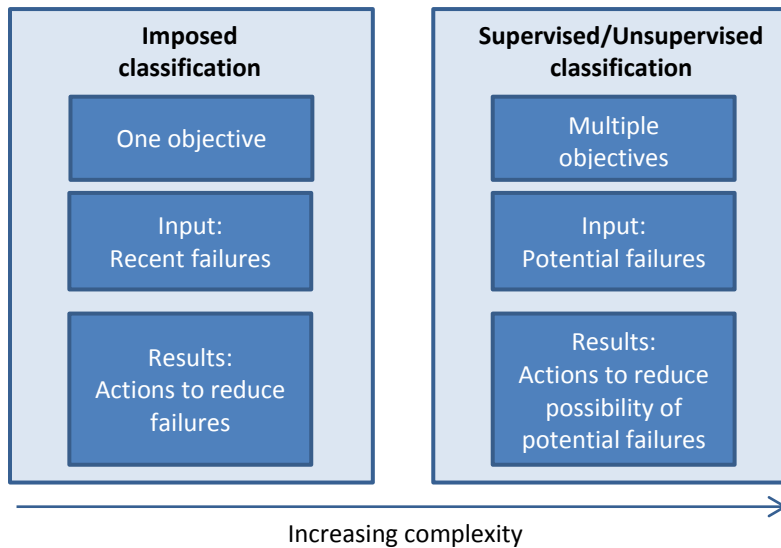 Imposed
classification
One objective
Input:
Recent failures
Results:
Actions to reduce
failures
Supervised/Unsupervised
classification
Multiple
objectives
Input:
Potential failures
Results:
Actions to reduce
possibility of
potential failures
Increasing complexity